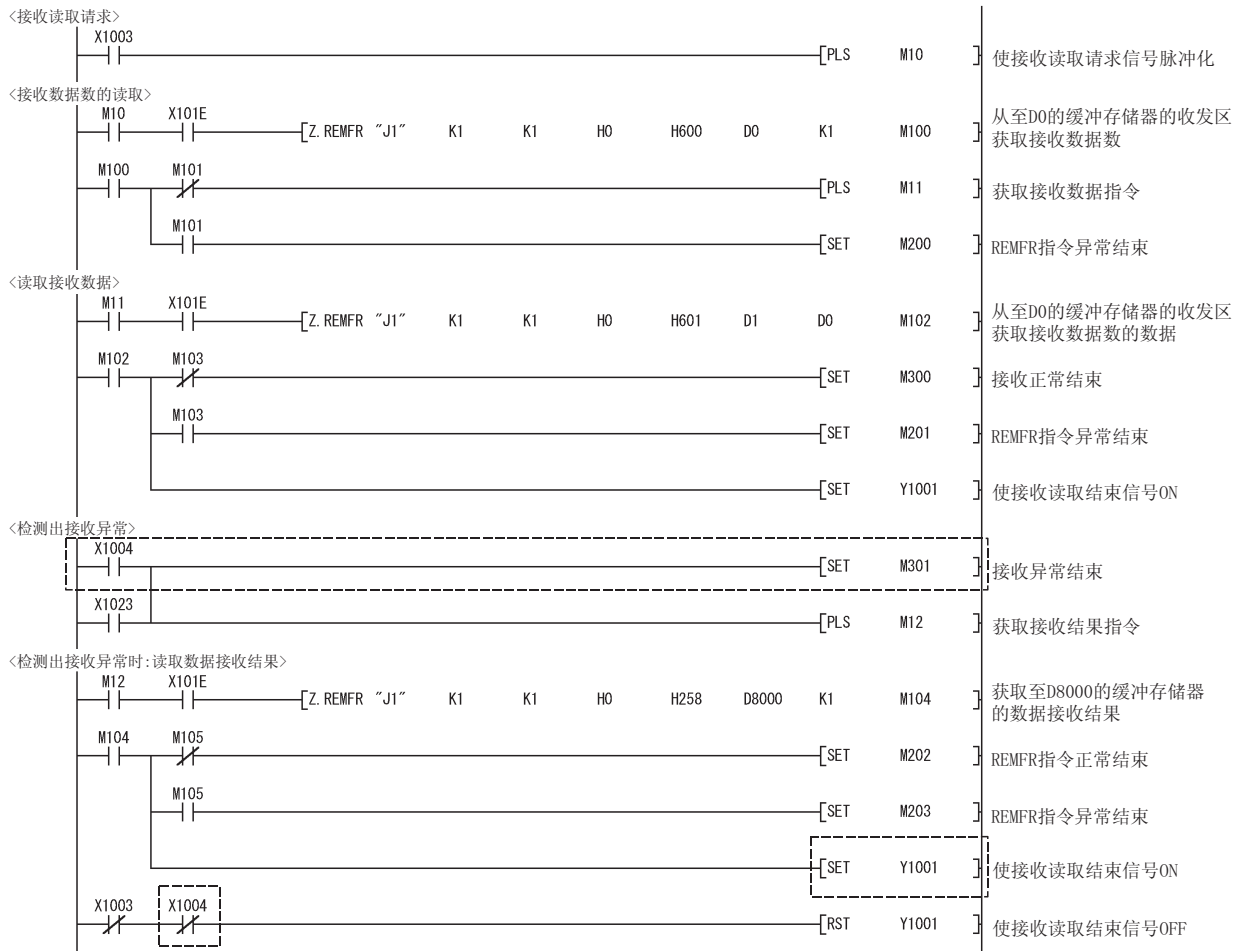 <接收读取请求>
X1003
PLS M10 使接收读取请求信号脉冲化
<接收数据数的读取>
M10 X101E
Z.REMFR "J1" K1 K1 H0 H600 D0 K1 M100 从至D0的缓冲存储器的收发区
获取接收数据数
M100 M101
PLS M11 获取接收数据指令
M101
SET M200 REMFR指令异常结束
<读取接收数据>
M11 X101E
Z.REMFR "J1" K1 K1 H0 H601 D1 D0 M102 从至D0的缓冲存储器的收发区
获取接收数据数的数据
M102 M103
SET M300 接收正常结束
M103
SET M201 REMFR指令异常结束
SET Y1001 使接收读取结束信号ON
<检测出接收异常>
X1004
SET M301 接收异常结束
X1023
PLS M12 获取接收结果指令
<检测出接收异常时:读取数据接收结果>
M12 X101E
Z.REMFR "J1" K1 K1 H0 H258 D8000 K1 M104 获取至D8000的缓冲存储器
的数据接收结果
M104 M105
SET M202 REMFR指令正常结束
M105
SET M203 REMFR指令异常结束
SET Y1001 使接收读取结束信号ON
X1003 X1004
RST Y1001 使接收读取结束信号OFF